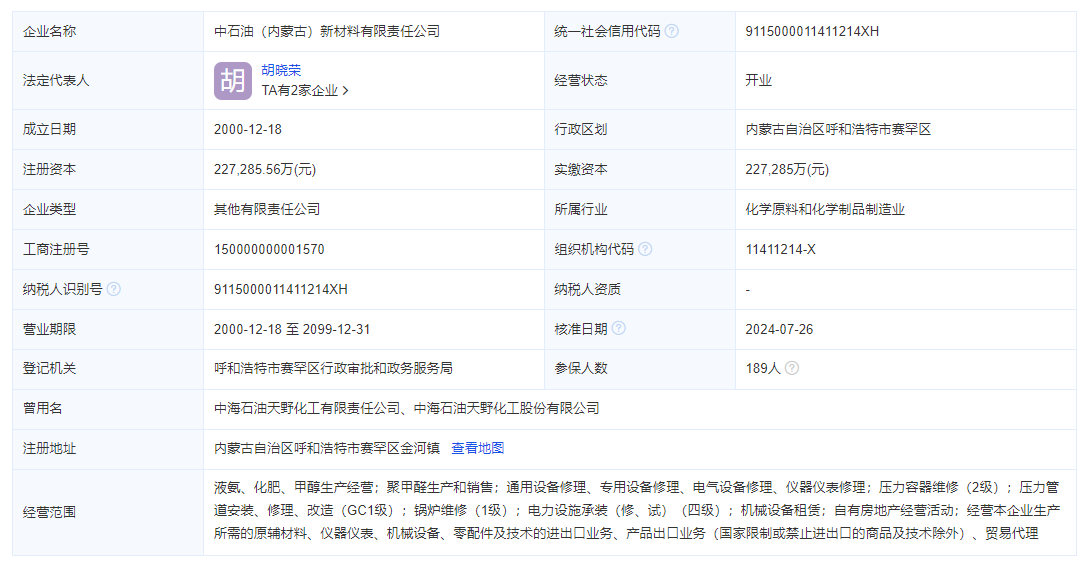 企业名称 中石油（内蒙古）新材料有限责任公司 统一社会信用代码 ? 9115000011411214XH
法定代表人 胡 胡晓荣 TA有2家企业 > 经营状态 开业
成立日期 2000-12-18 行政区划 内蒙古自治区呼和浩特市赛罕区
注册资本 227,285.56万(元) 实缴资本 227,285万(元)
企业类型 其他有限责任公司 所属行业 化学原料和化学制品制造业
工商注册号 150000000001570 组织机构代码 ? 11411214-X
纳税人识别号 ? 9115000011411214XH 纳税人资质 -
营业期限 2000-12-18 至 2099-12-31 核准日期 ? 2024-07-26
登记机关 呼和浩特市赛罕区行政审批和政务服务局 参保人数 189人 ?
曾用名 中海石油天野化工有限责任公司、中海石油天野化工股份有限公司
注册地址 内蒙古自治区呼和浩特市赛罕区金河镇 查看地图
经营范围 液氨、化肥、甲醇生产经营；聚甲醛生产和销售；通用设备修理、专用设备修理、电气设备修理、仪器仪表修理；压力容器维修（2级）；压力管
道安装、修理、改造（GC1级）；锅炉维修（1级）；电力设施承装（修、试）（四级）；机械设备租赁；自有房地产经营活动；经营本企业生产
所需的原辅材料、仪器仪表、机械设备、零配件及技术的进出口业务、产品出口业务（国家限制或禁止进出口的商品及技术除外）、贸易代理